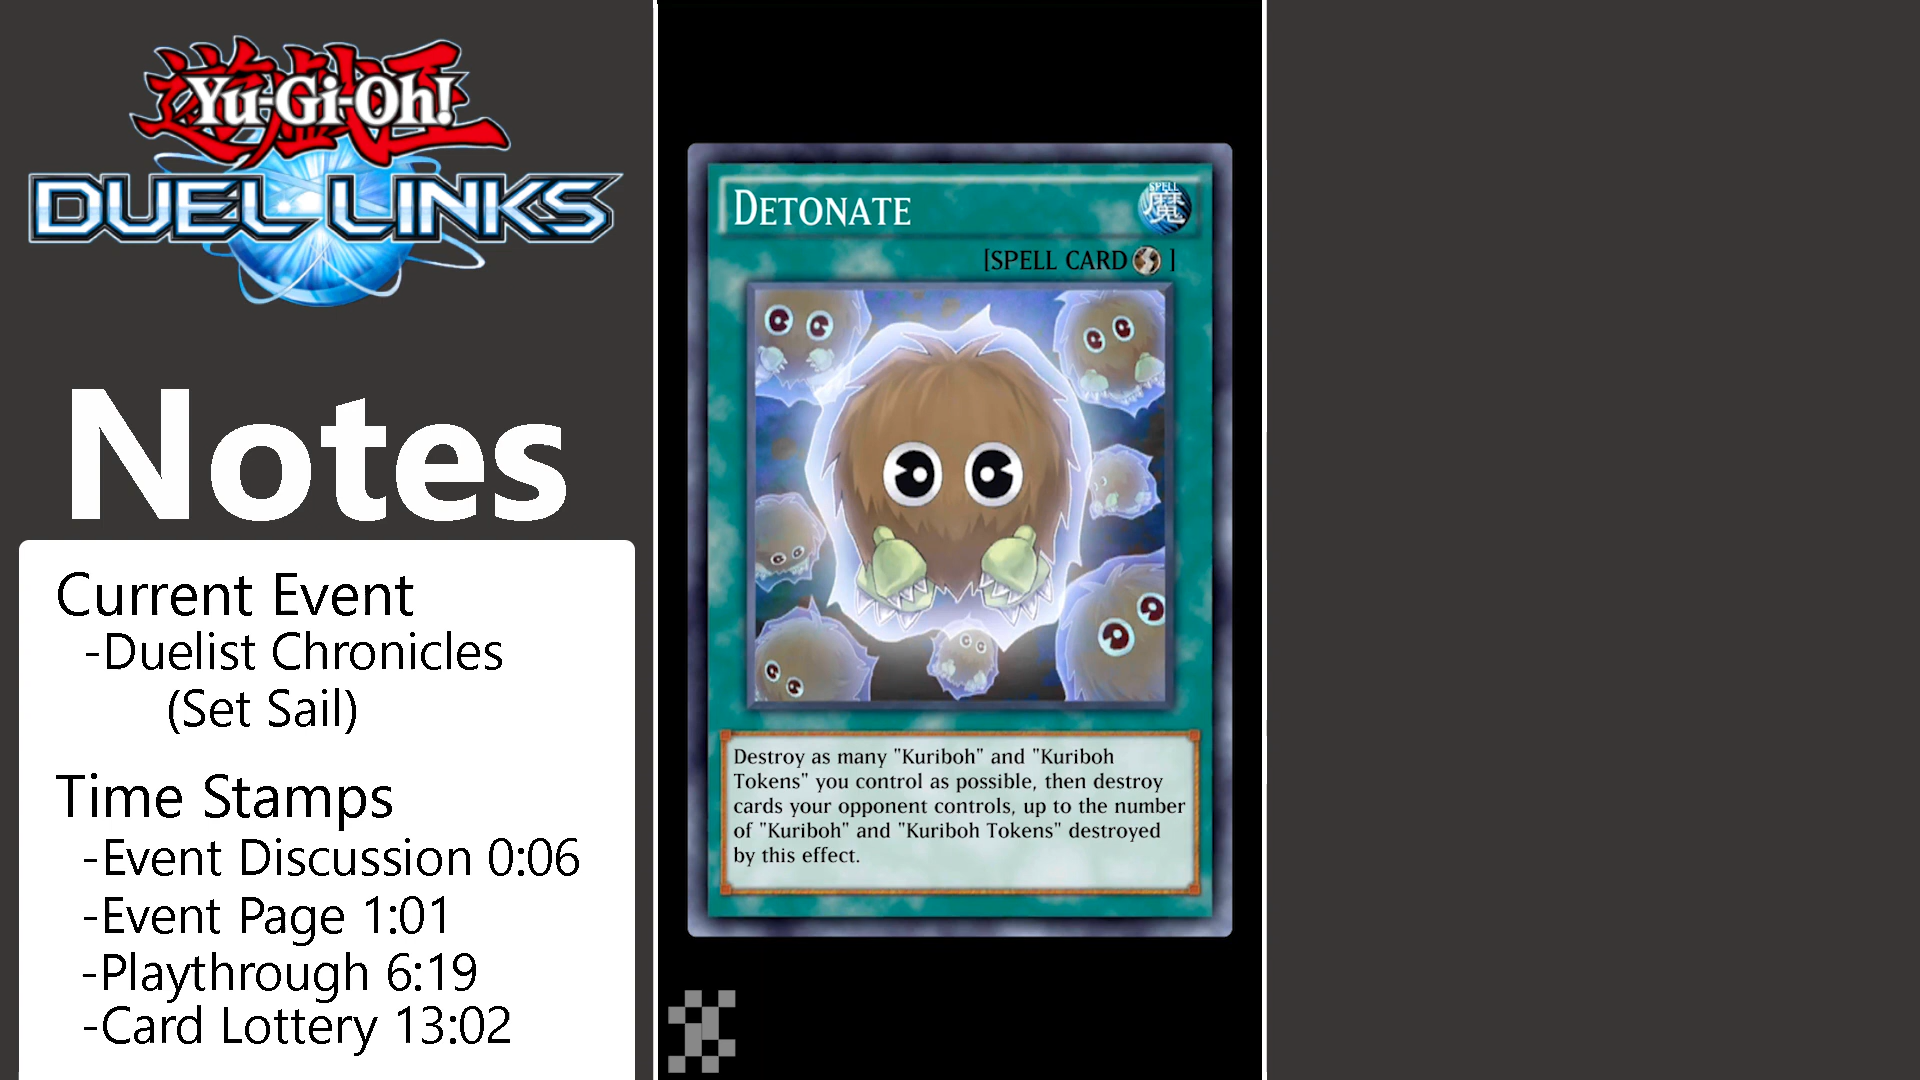 遊戯王
Yu-Gi-Oh!
DUEL LINKS
Notes
Current Event
-Duelist Chronicles
(Set Sail)
Time Stamps
-Event Discussion 0:06
-Event Page 1:01
-Playthrough 6:19
-Card Lottery 13:02
DETONATE
SPELL
魔
[SPELL CARD ]
Destroy as many "Kuriboh" and "Kuriboh
Tokens" you control as possible, then destroy
cards your opponent controls, up to the number
of "Kuriboh" and "Kuriboh Tokens" destroyed
by this effect.